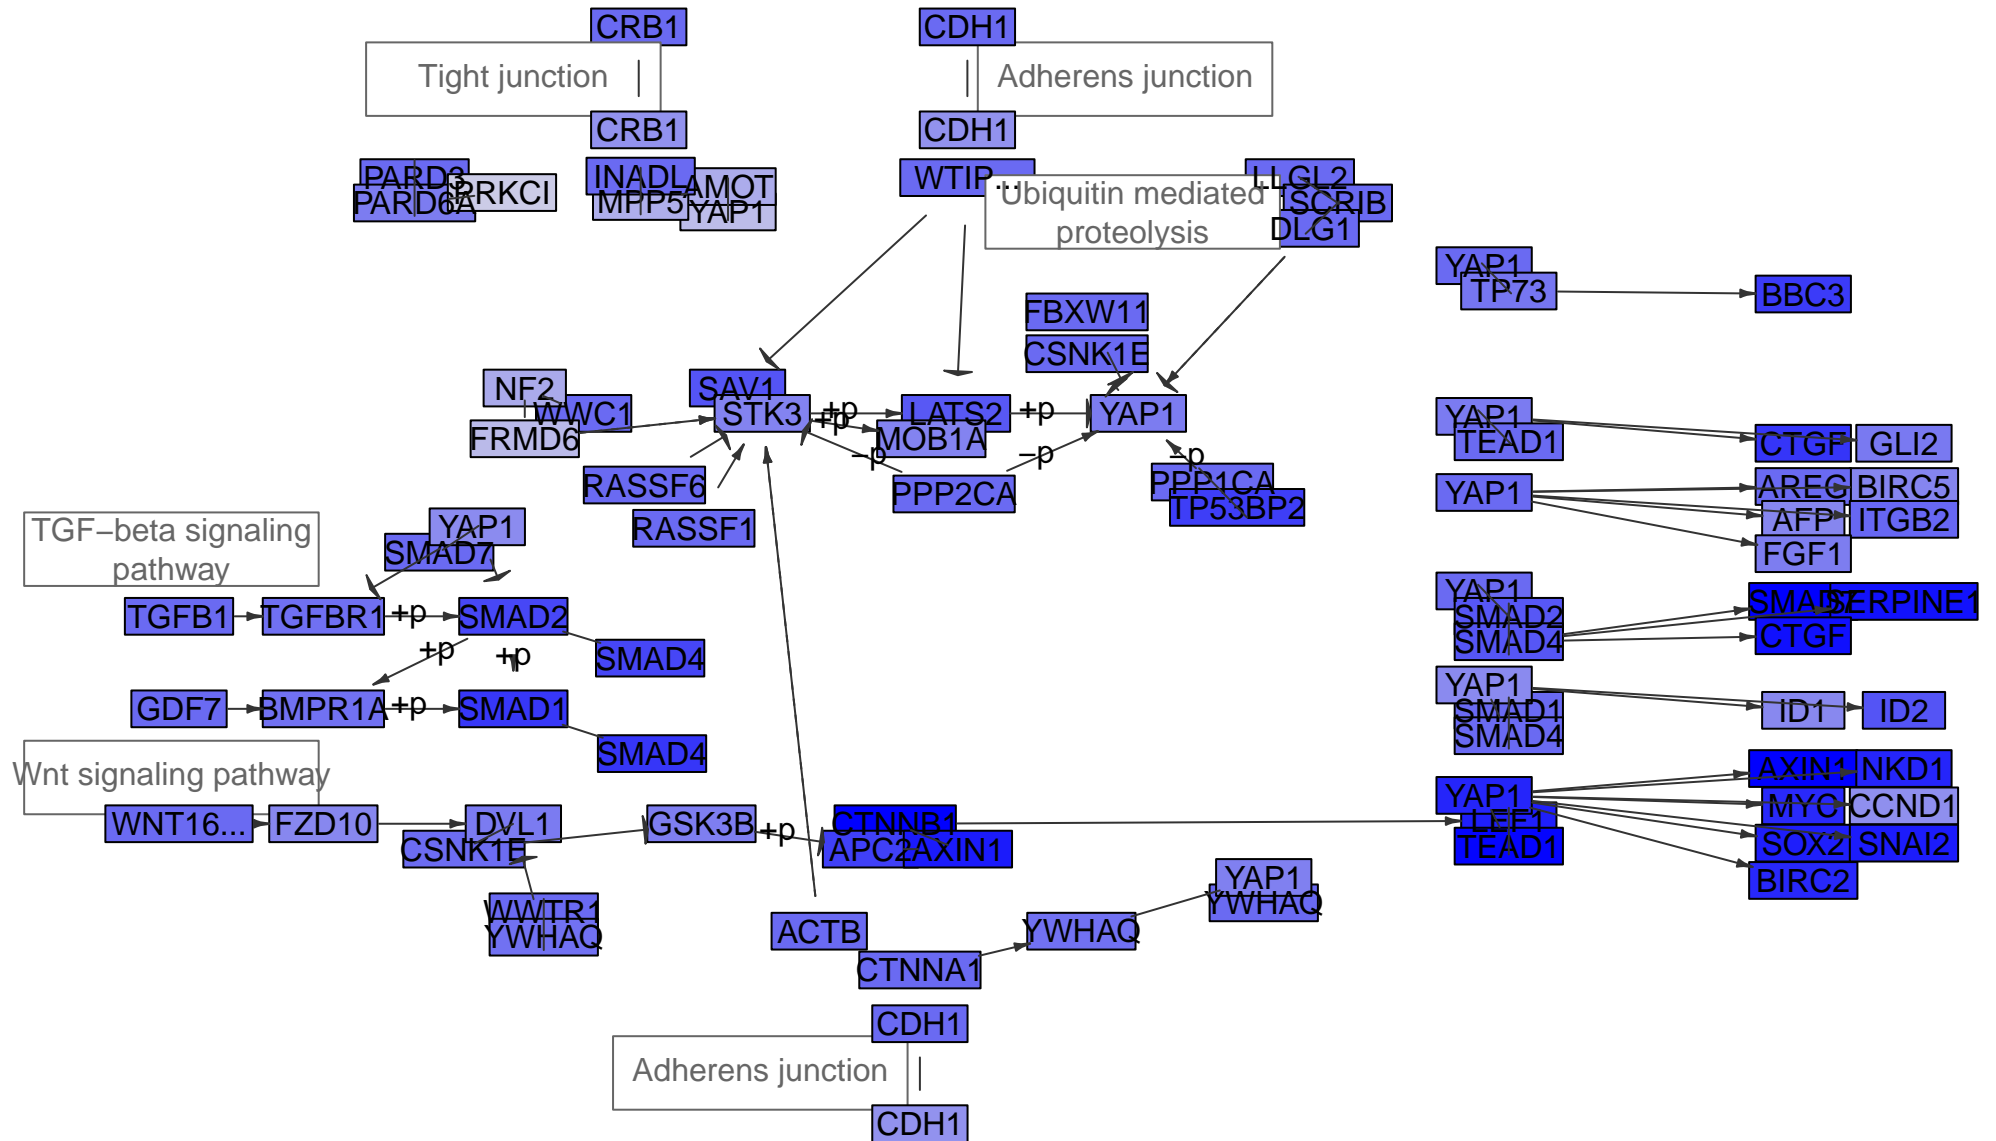 CRB1
CDH1
Tight junction
Adherens junction
CRB1
CDH1
PARD3
PARD6A
PRKCI
INADL
MPP5
AMOT
YAP1
WTIP...
LLGL2
SCRIB
DLG1
Ubiquitin mediated
proteolysis
YAP1
TP73
BBC3
FBXW11
CSNK1E
NF2
WWC1
FRMD6
SAV1
STK3
+p
+p
LATS2
MOB1A
+p
YAP1
YAP1
TEAD1
CTGF
GLI2
RASSF6
−p
PPP2CA
−p
−p
PPP1CA
TP53BP2
YAP1
AREG
BIRC5
RASSF1
AFP
ITGB2
FGF1
TGF−beta signaling
pathway
YAP1
SMAD7
TGFB1
TGFBR1
+p
SMAD2
+p
+p
SMAD4
YAP1
SMAD2
SMAD4
SMAD7
SERPINE1
CTGF
GDF7
BMPR1A
+p
SMAD1
SMAD4
YAP1
SMAD1
SMAD4
ID1
ID2
Wnt signaling pathway
WNT16...
FZD10
DVL1
CSNK1E
GSK3B
+p
CTNNB1
APC2
AXIN1
YAP1
LEF1
TEAD1
AXIN1
NKD1
MYC
CCND1
SOX2
SNAI2
BIRC2
WWTR1
YWHAQ
ACTB
CTNNA1
YWHAQ
YAP1
YWHAQ
CDH1
Adherens junction
CDH1